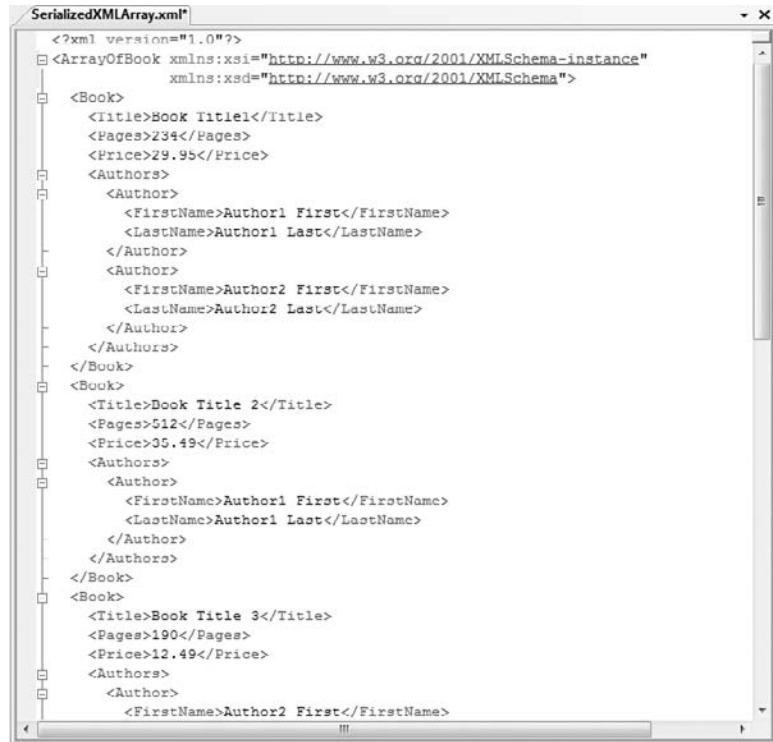 SerializedXMLArray.xml*
<?xml version="1.0"?>
<ArrayOfBook xmlns:xsi="http://www.w3.org/2001/XMLSchema-instance"
xmlns:xsd="http://www.w3.org/2001/XMLSchema">
<Book>
<Title>Book Title1</Title>
<Pages>234</Pages>
<Price>29.95</Price>
<Authors>
<Author>
<FirstName>Author1 First</FirstName>
<LastName>Author1 Last</LastName>
</Author>
<Author>
<FirstName>Author2 First</FirstName>
<LastName>Author2 Last</LastName>
</Author>
</Authors>
</Book>
<Book>
<Title>Book Title 2</Title>
<Pages>512</Pages>
<Price>35.49</Price>
<Authors>
<Author>
<FirstName>Author1 First</FirstName>
<LastName>Author1 Last</LastName>
</Author>
</Authors>
</Book>
<Book>
<Title>Book Title 3</Title>
<Pages>190</Pages>
<Price>12.49</Price>
<Authors>
<Author>
<FirstName>Author2 First</FirstName>